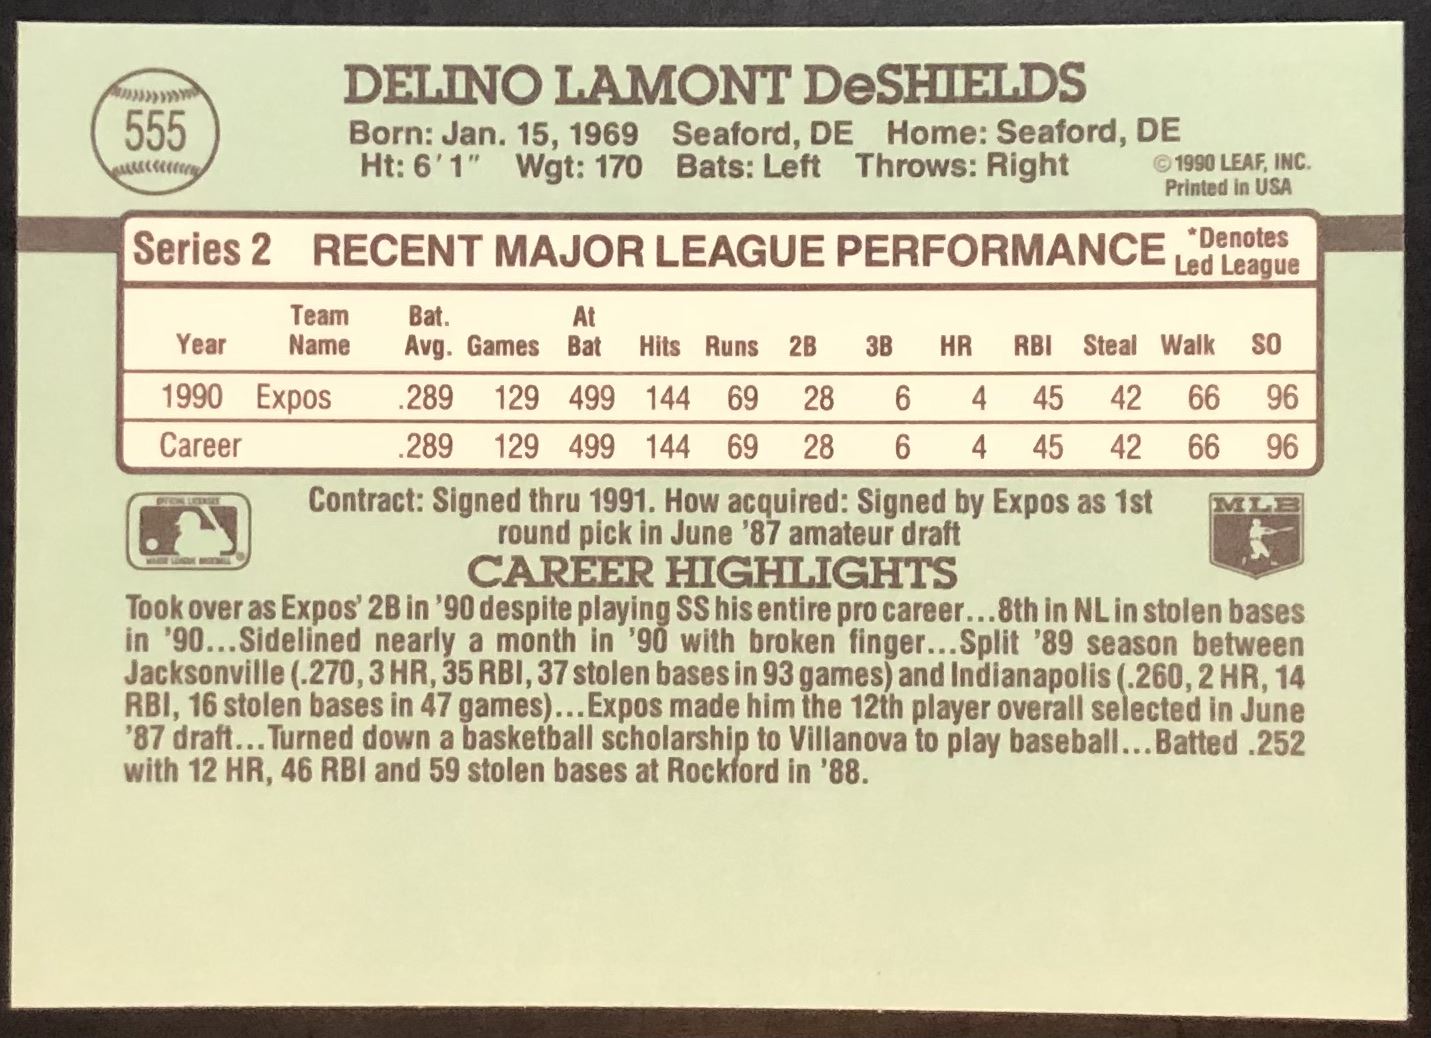 555
DELINO LAMONT DeSHIELDS
Born: Jan. 15, 1969 Seaford, DE Home: Seaford, DE
Ht: 6'1" Wgt: 170 Bats: Left Throws: Right
©1990 LEAF, INC.
Printed in USA
Series 2 RECENT MAJOR LEAGUE PERFORMANCE *Denotes
Led League
Team Bat. At
Year Name Avg. Games Bat Hits Runs 2B 3B HR RBI Steal Walk SO
1990 Expos .289 129 499 144 69 28 6 4 45 42 66 96
Career .289 129 499 144 69 28 6 4 45 42 66 96
Contract: Signed thru 1991. How acquired: Signed by Expos as 1st
round pick in June '87 amateur draft
MLB
CAREER HIGHLIGHTS
Took over as Expos' 2B in '90 despite playing SS his entire pro career...8th in NL in stolen bases
in '90...Sidelined nearly a month in '90 with broken finger...Split '89 season between
Jacksonville (.270, 3 HR, 35 RBI, 37 stolen bases in 93 games) and Indianapolis (.260, 2 HR, 14
RBI, 16 stolen bases in 47 games)...Expos made him the 12th player overall selected in June
'87 draft...Turned down a basketball scholarship to Villanova to play baseball...Batted .252
with 12 HR, 46 RBI and 59 stolen bases at Rockford in '88.